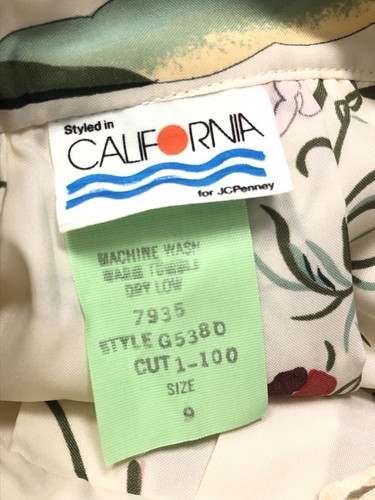 Styled in
CALIFORNIA
for JCPenney
MACHINE WASH
WARM TUMBLE
DRY LOW
7935
STYLE G5380
CUT 1-100
SIZE
9